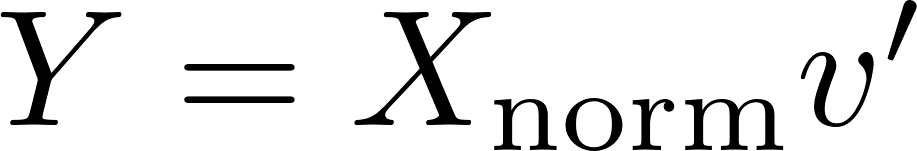 Y = X_norm v′